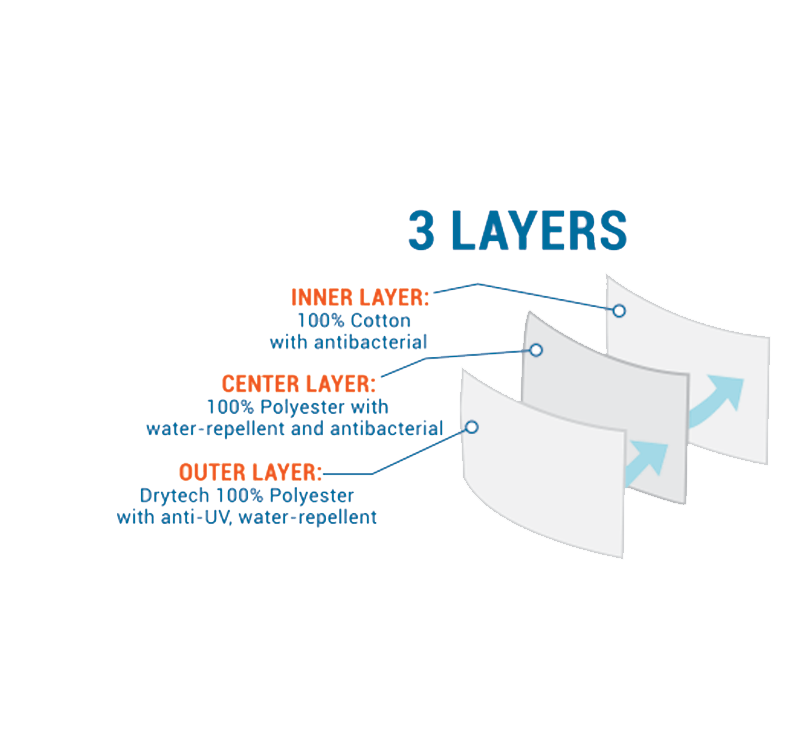 3 LAYERS
INNER LAYER:
100% Cotton
with antibacterial
CENTER LAYER:
100% Polyester with
water-repellent and antibacterial
OUTER LAYER:
Drytech 100% Polyester
with anti-UV, water-repellent